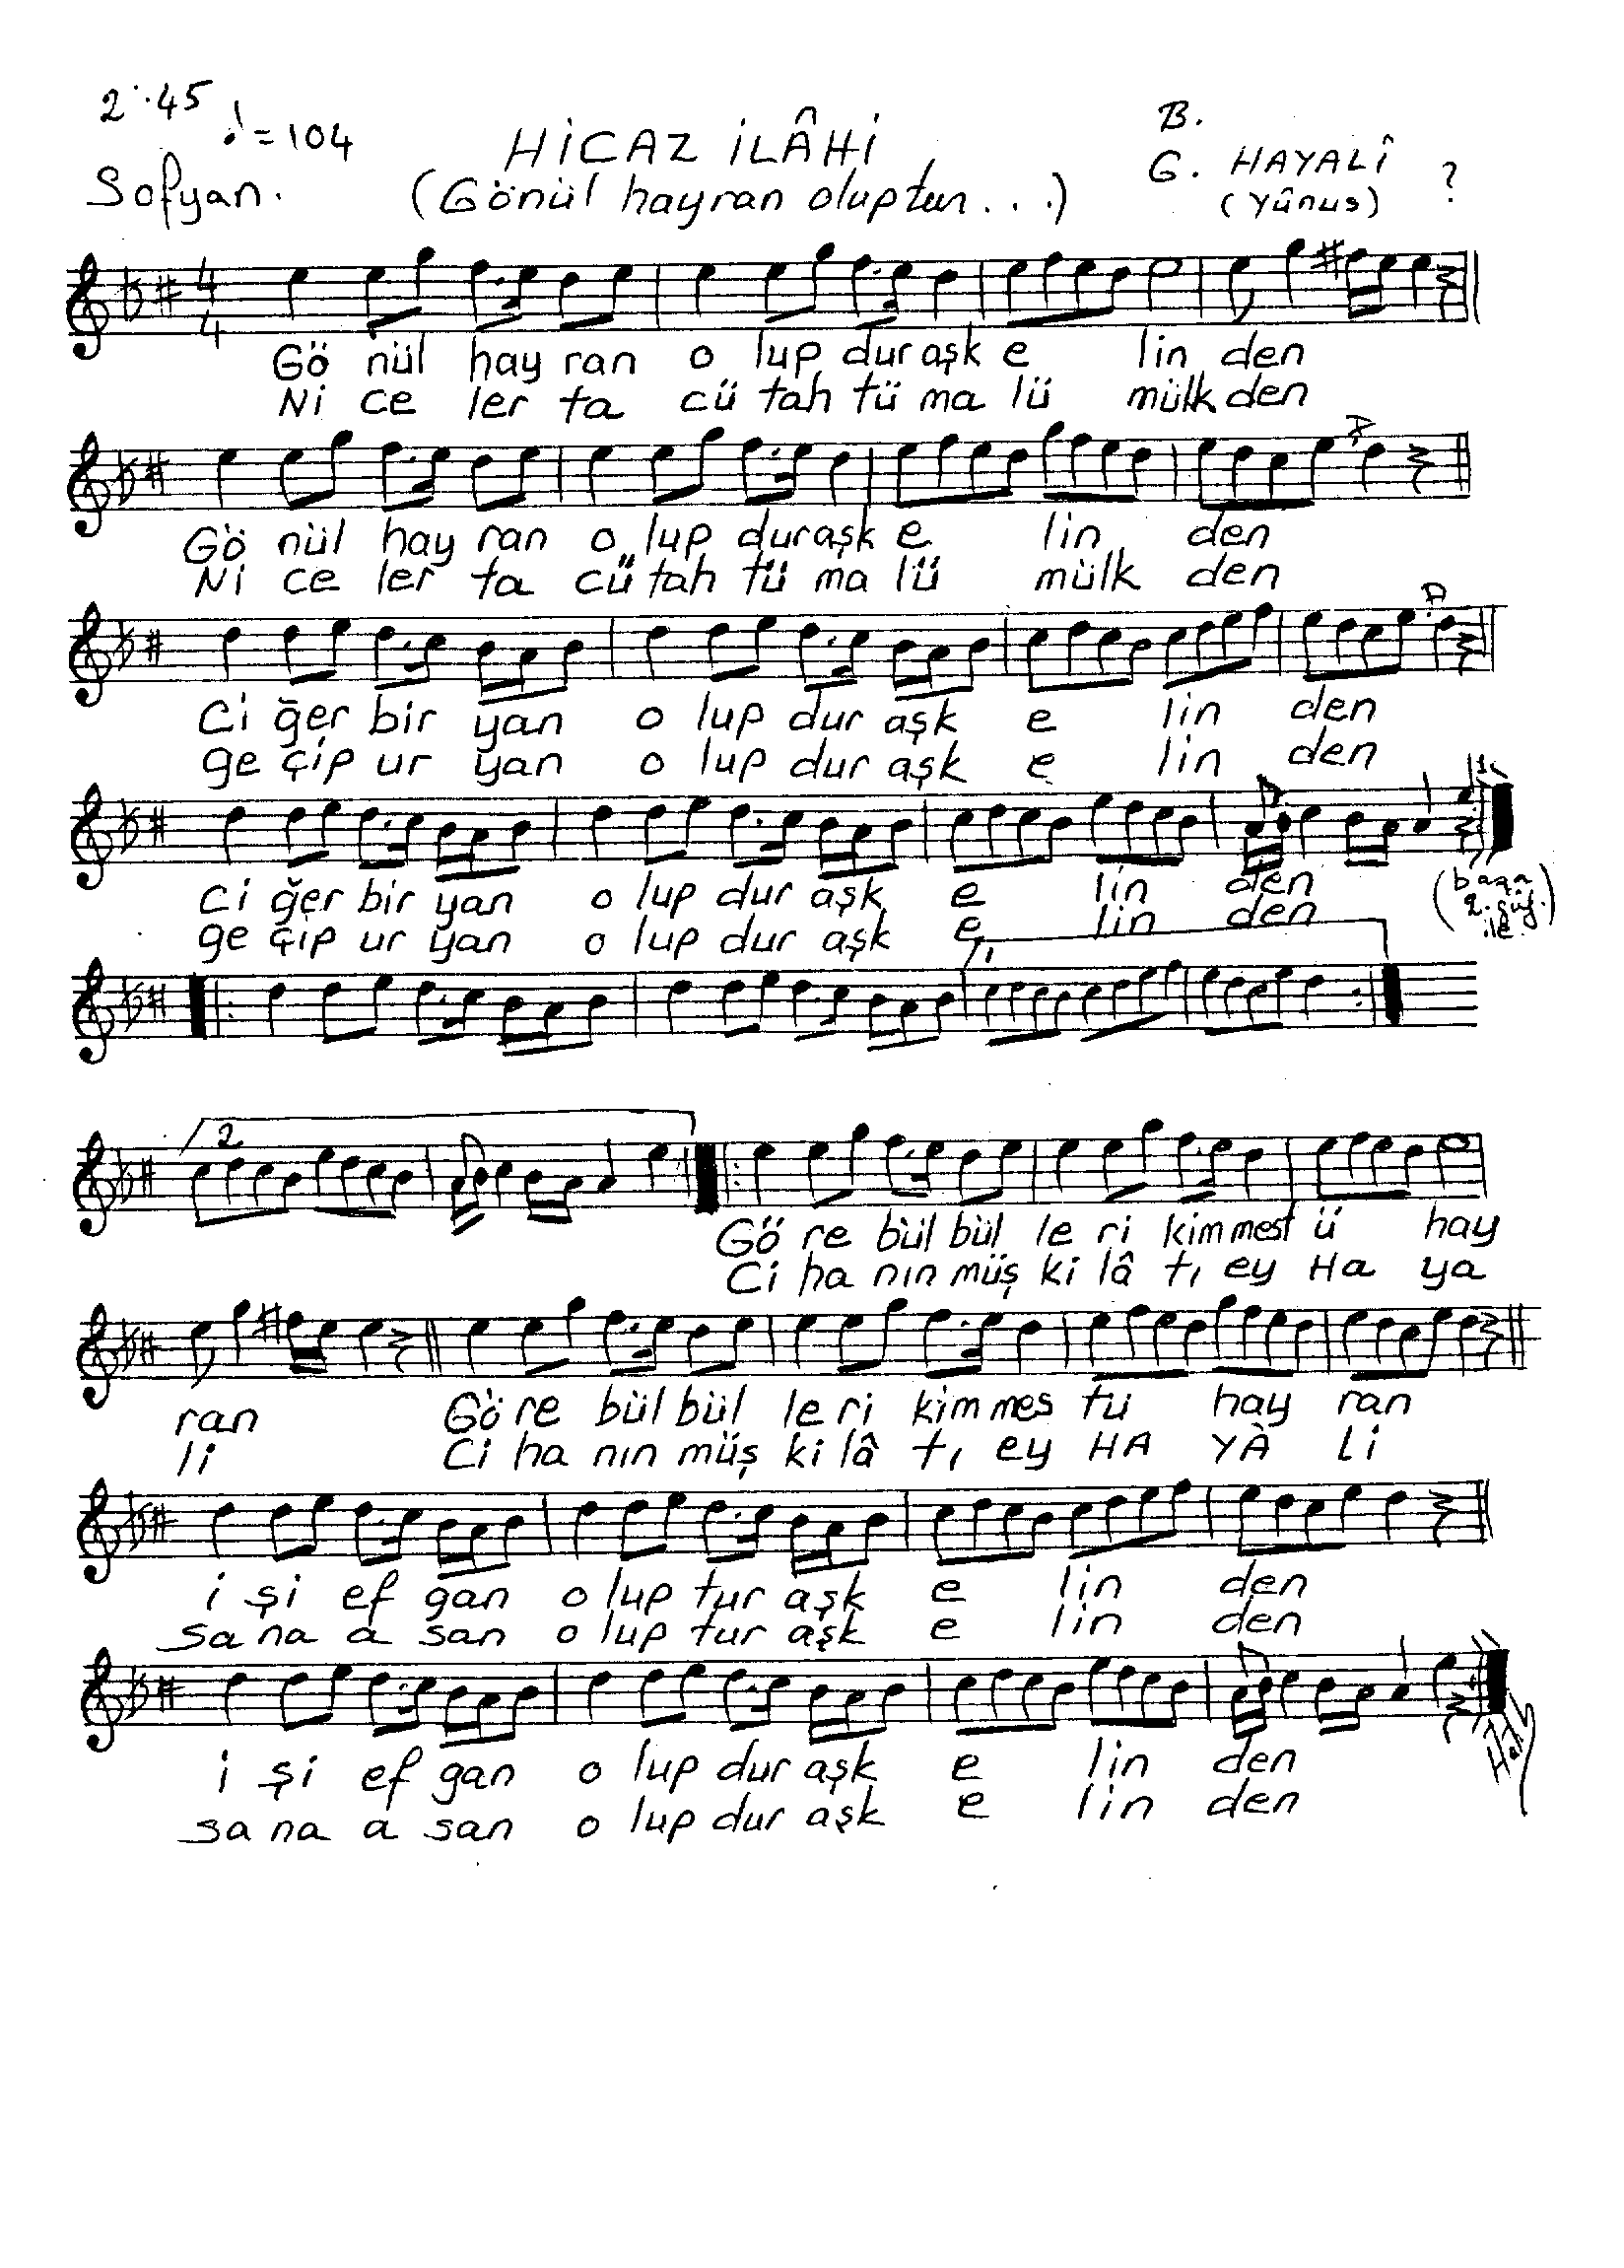 2'.45
♩=104
HİCAZ İLÂHİ
B.
Sofyan.
(Gönül hayran oluptur...)
G. HAYALÎ ?
(Yûnus)
4
4
Gö nül hay ran o lup dur aşk e lin den
Ni ce ler ta cü tah tü ma lü mülk den
Gö nül hay ran o lup dur aşk e lin den
Ni ce ler ta cü tah tü ma lü mülk den
Ci ğer bir yan o lup dur aşk e lin den
ge çip ur yan o lup dur aşk e lin den
Ci ğer bir yan o lup dur aşk e lin den
ge çip ur yan o lup dur aşk e lin den
2. güf. ile.
1
2
Gö re bül bül le ri kim mest ü hay
Ci ha nın müş ki lâ tı ey Ha ya
ran Gö re bül bül le ri kim mes tü hay ran
li Ci ha nın müş ki lâ tı ey HA YÀ Li
i şi ef gan o lup tur aşk e lin den
sa na a san o lup tur aşk e lin den
i şi ef gan o lup dur aşk e lin den
sa na a san o lup dur aşk e lin den